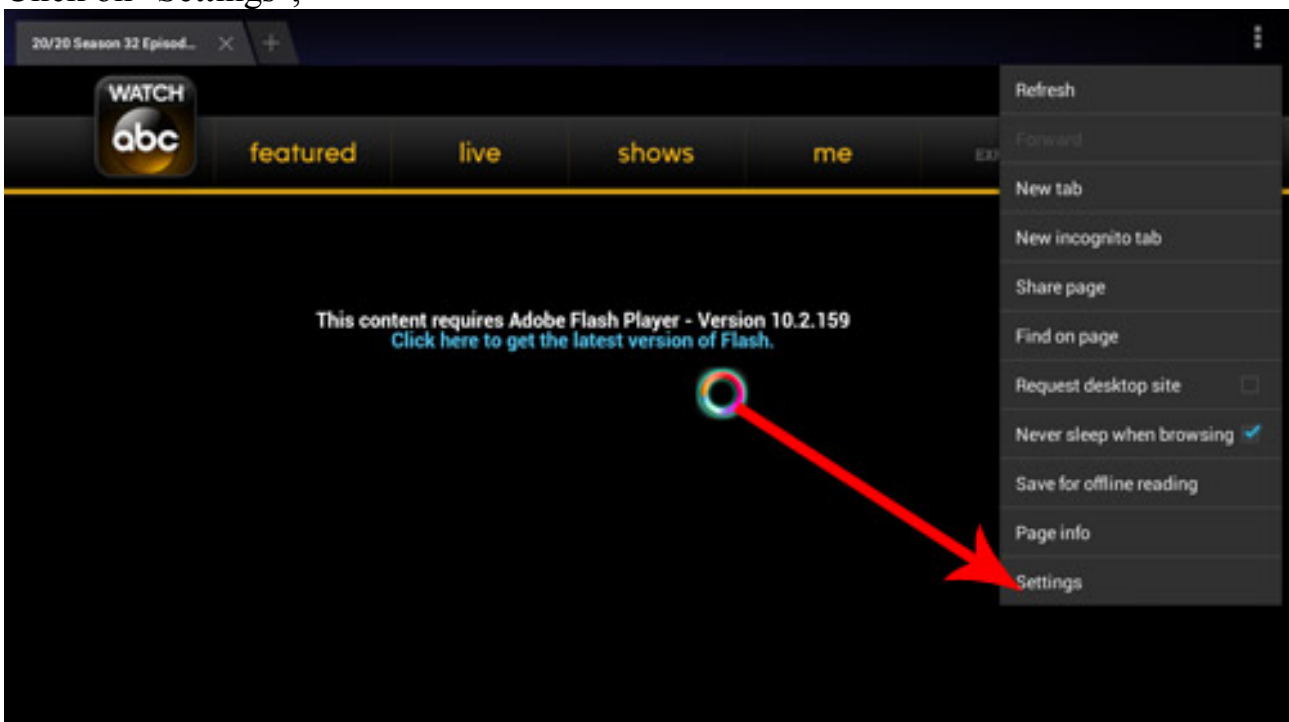 Click on "Settings",
20/20 Season 32 Episod...
WATCH
abc
featured
live
shows
me
This content requires Adobe Flash Player - Version 10.2.159
Click here to get the latest version of Flash.
Refresh
Forward
New tab
New incognito tab
Share page
Find on page
Request desktop site
Never sleep when browsing
Save for offline reading
Page info
Settings